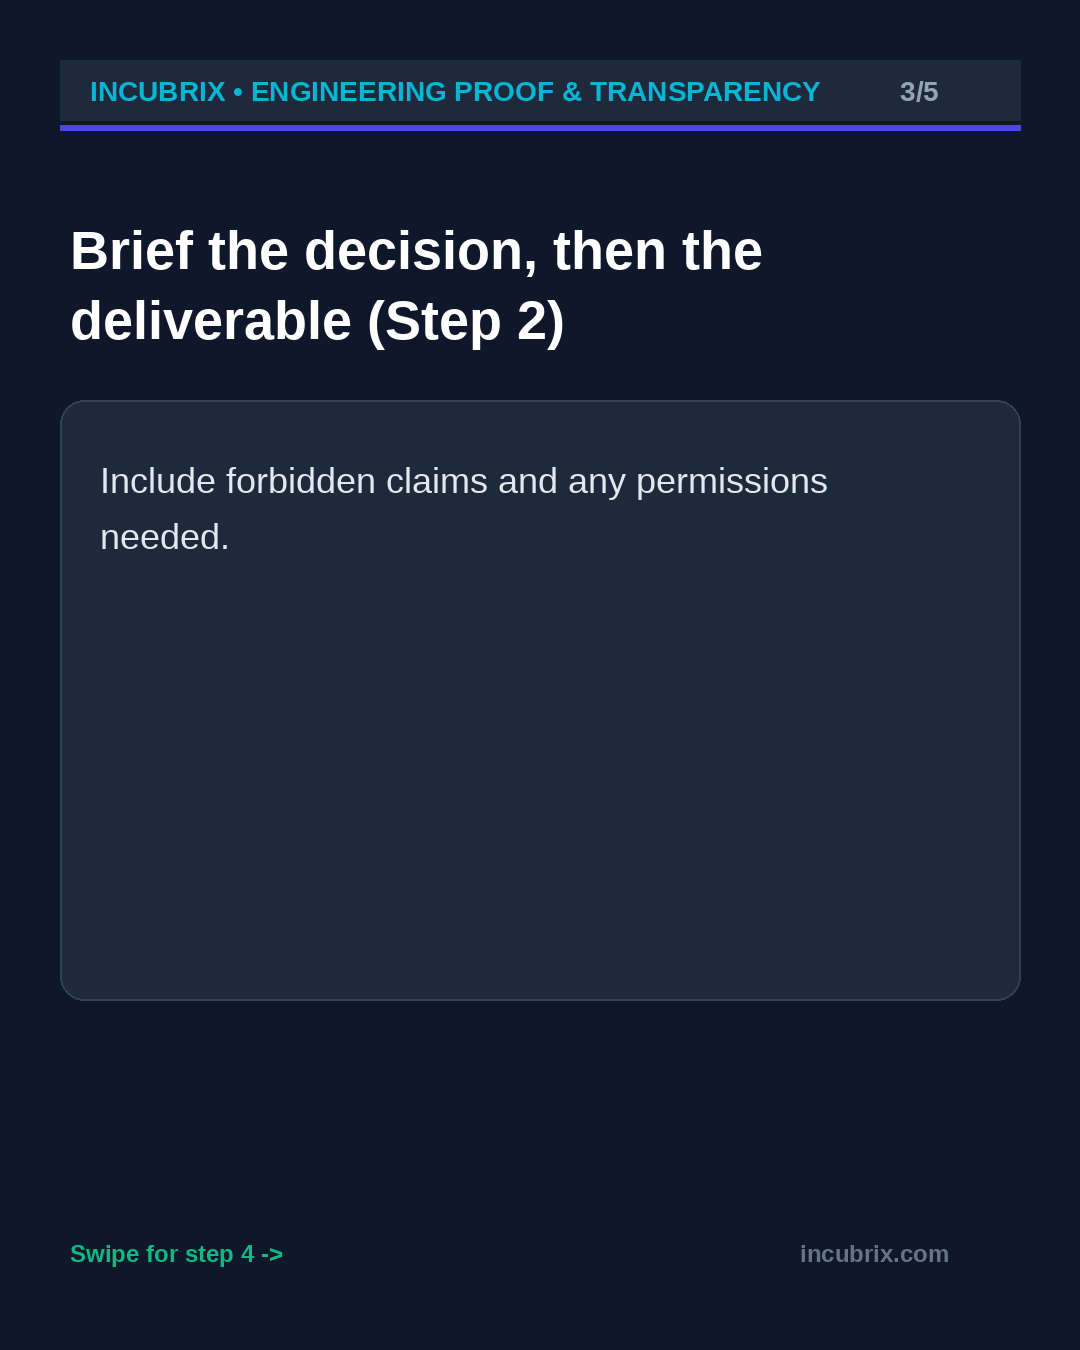 INCUBRIX • ENGINEERING PROOF & TRANSPARENCY 3/5
Brief the decision, then the
deliverable (Step 2)
Include forbidden claims and any permissions
needed.
Swipe for step 4 -> incubrix.com